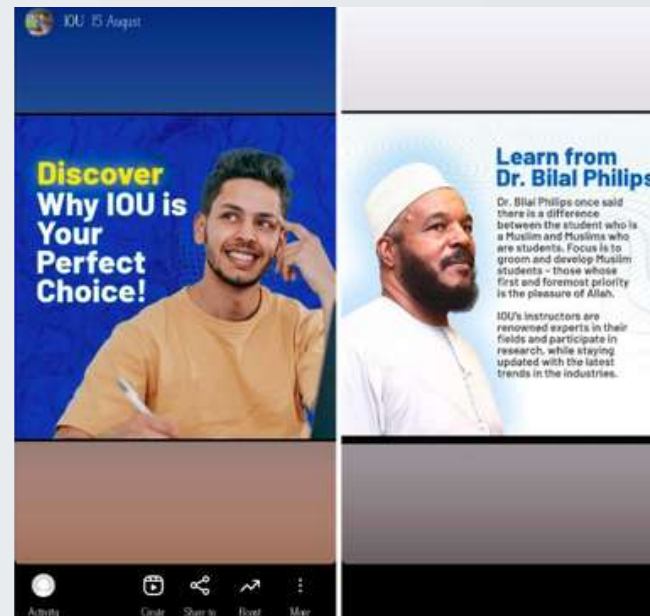 IOU 15 August
Discover
Why IOU is
Your
Perfect
Choice!
Activity
Create
Share to
Boost
More
Learn from
Dr. Bilal Philips
Dr. Bilal Philips once said
there is a difference
between the student who is
a Muslim and Muslims who
are students. Focus is to
groom and develop Muslim
students – those whose
first and foremost priority
is the pleasure of Allah.
IOU's instructors are
renowned experts in their
fields and participate in
research, while staying
updated with the latest
trends in the industries.